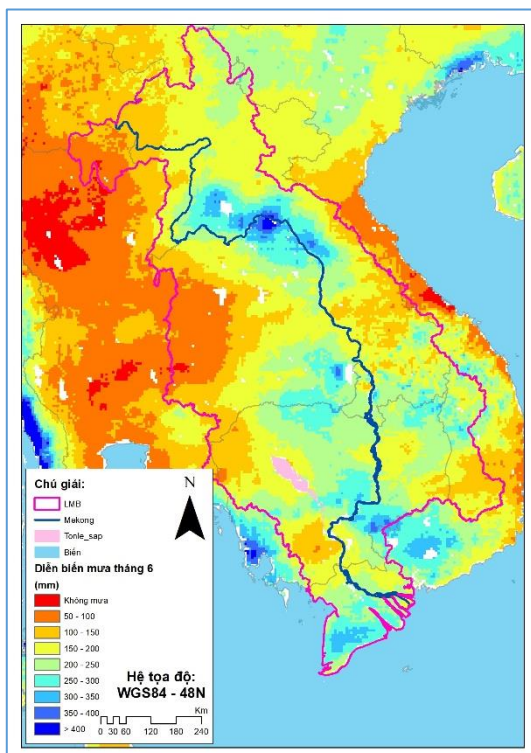 Chú giải:
LMB
Mekong
Tonle_sap
Biển
Diễn biến mưa tháng 6
(mm)
Không mưa
50 - 100
100 - 150
150 - 200
200 - 250
250 - 300
300 - 350
350 - 400
> 400
N
Hệ tọa độ:
WGS84 - 48N
Km
0 30 60 120 180 240